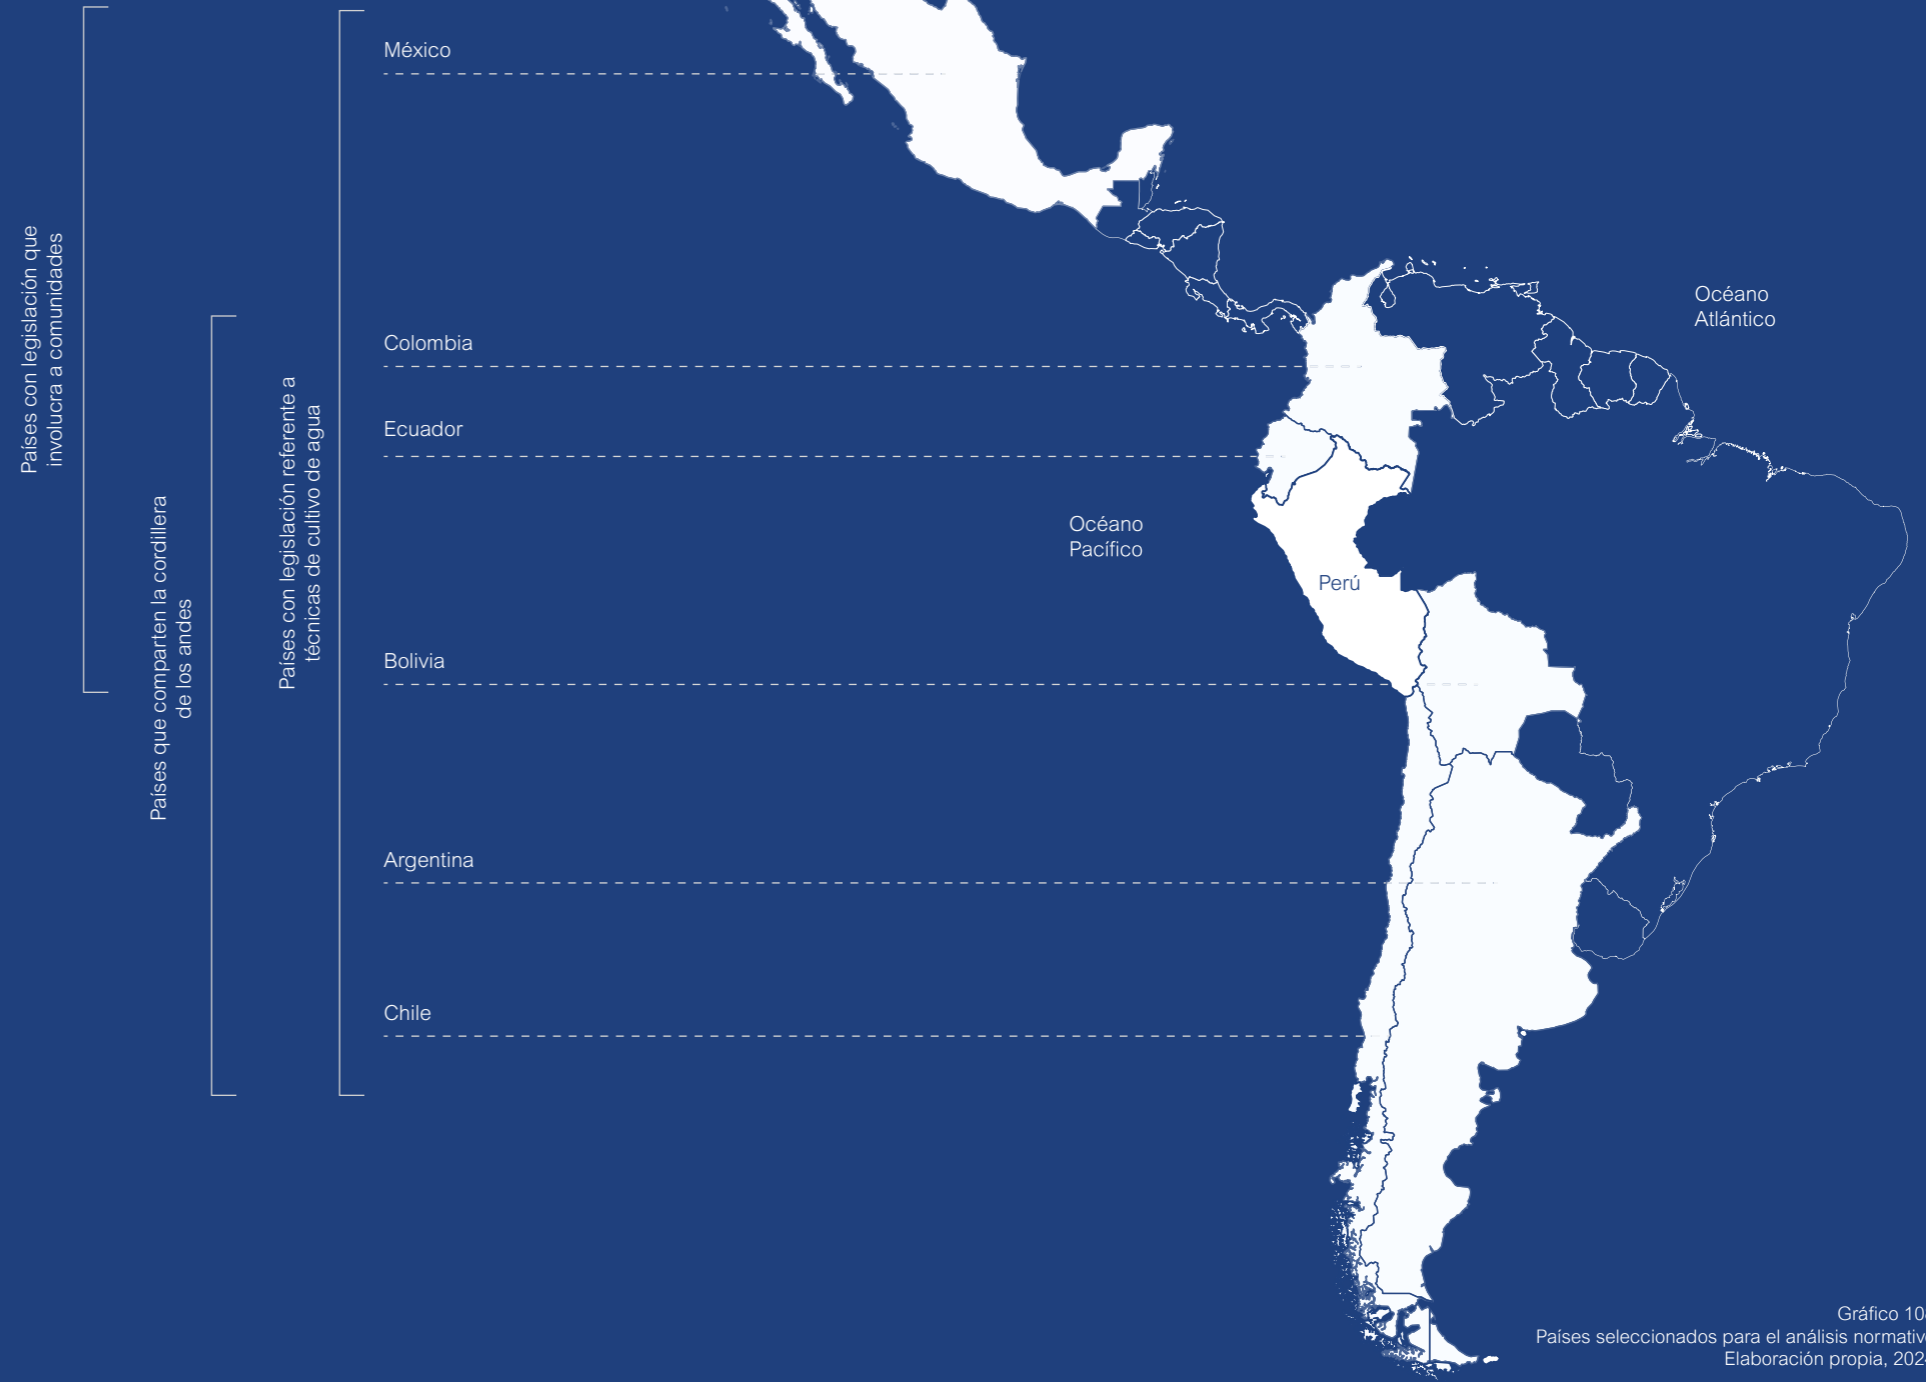 Países con legislación que
involucra a comunidades
Países que comparten la cordillera
de los andes
Países con legislación referente a
técnicas de cultivo de agua
México
Colombia
Ecuador
Bolivia
Argentina
Chile
Océano
Atlántico
Océano
Pacífico
Perú
Gráfico 10
Países seleccionados para el análisis normativo
Elaboración propia, 2024